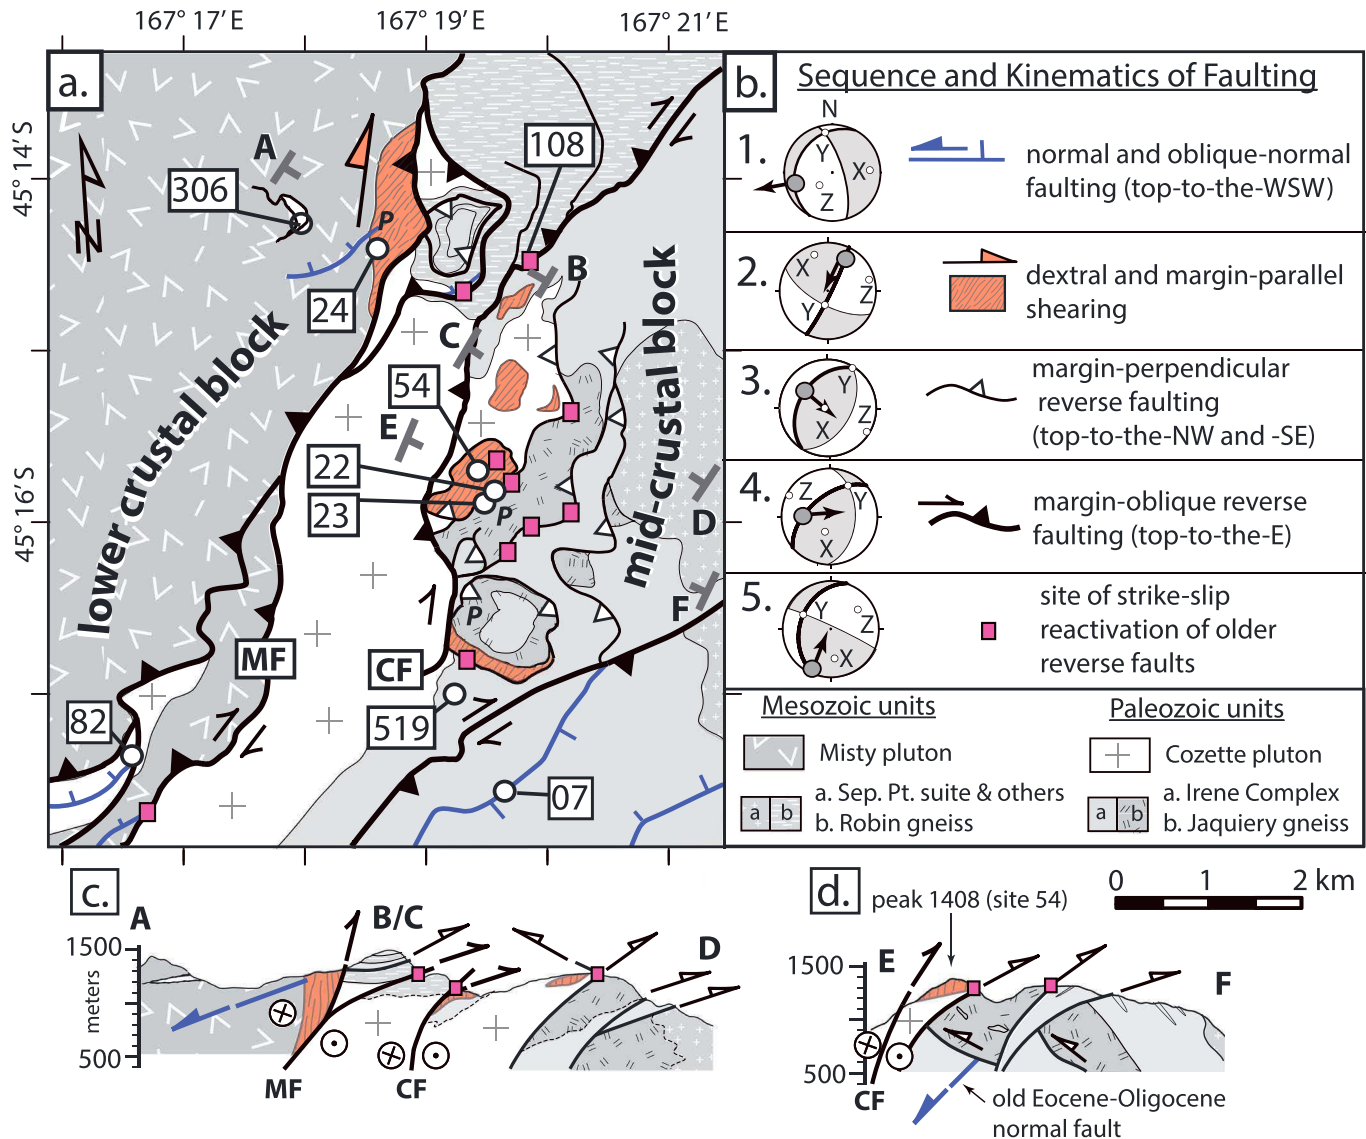 167° 17' E
167° 19' E
167° 21' E
45° 14' S
45° 16' S
a.
A
306
108
P
B
24
C
54
E
22
23
P
D
lower crustal block
mid-crustal block
N
P
F
MF
CF
82
519
07
b.
Sequence and Kinematics of Faulting
N
1.
Y
X
Z
normal and oblique-normal
faulting (top-to-the-WSW)
2.
X
Z
Y
dextral and margin-parallel
shearing
3.
Y
Z
X
margin-perpendicular
reverse faulting
(top-to-the-NW and -SE)
4.
Z
Y
X
margin-oblique reverse
faulting (top-to-the-E)
5.
Y
Z
X
site of strike-slip
reactivation of older
reverse faults
Mesozoic units
Paleozoic units
Misty pluton
Cozette pluton
a b
a. Sep. Pt. suite & others
b. Robin gneiss
a b
a. Irene Complex
b. Jaquiery gneiss
c.
A
B/C
D
1500
meters
500
MF
CF
d.
peak 1408 (site 54)
0 1 2 km
E
F
1500
500
CF
old Eocene-Oligocene
normal fault